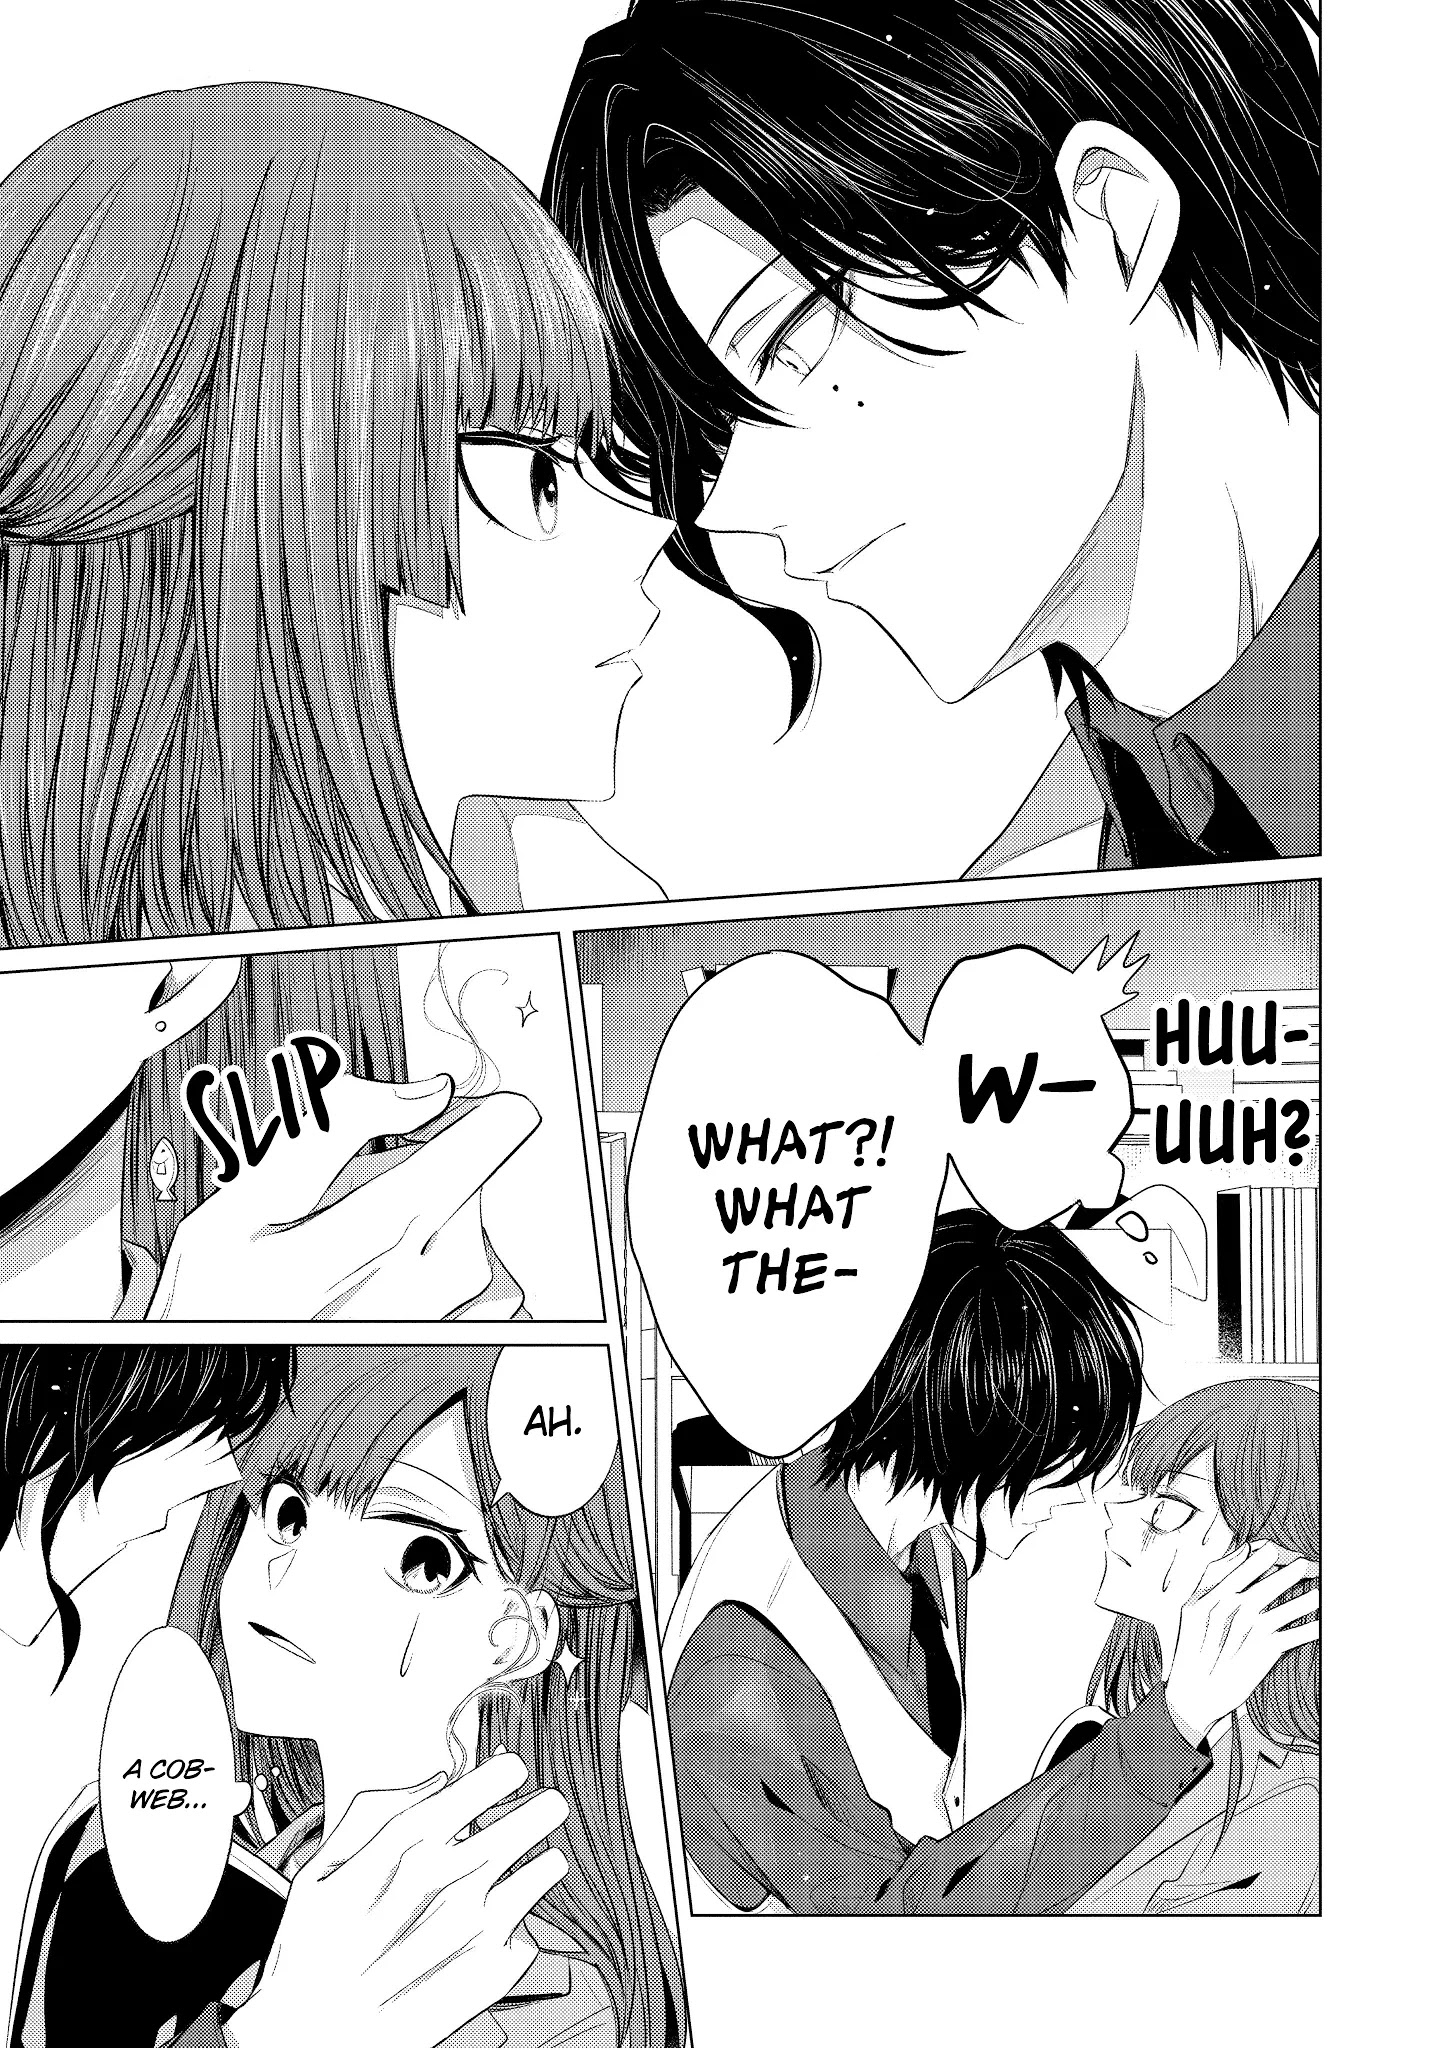 HUU-
UUH?
W-
WHAT?!
WHAT
THE-
SLIP
AH.
A COB-
WEB...